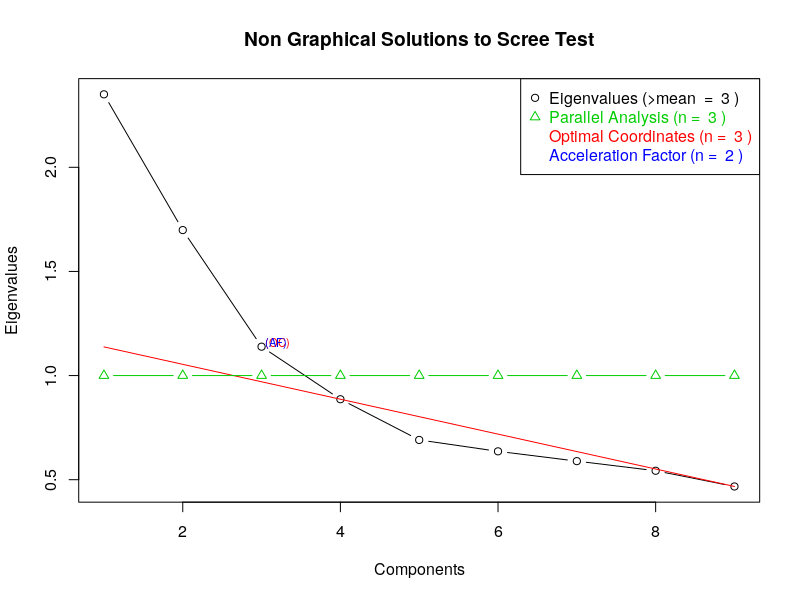 Non Graphical Solutions to Scree Test
Eigenvalues (>mean = 3 )
Parallel Analysis (n = 3 )
Optimal Coordinates (n = 3 )
Acceleration Factor (n = 2 )
2.0
1.5
1.0
0.5
Eigenvalues
2
4
6
8
Components